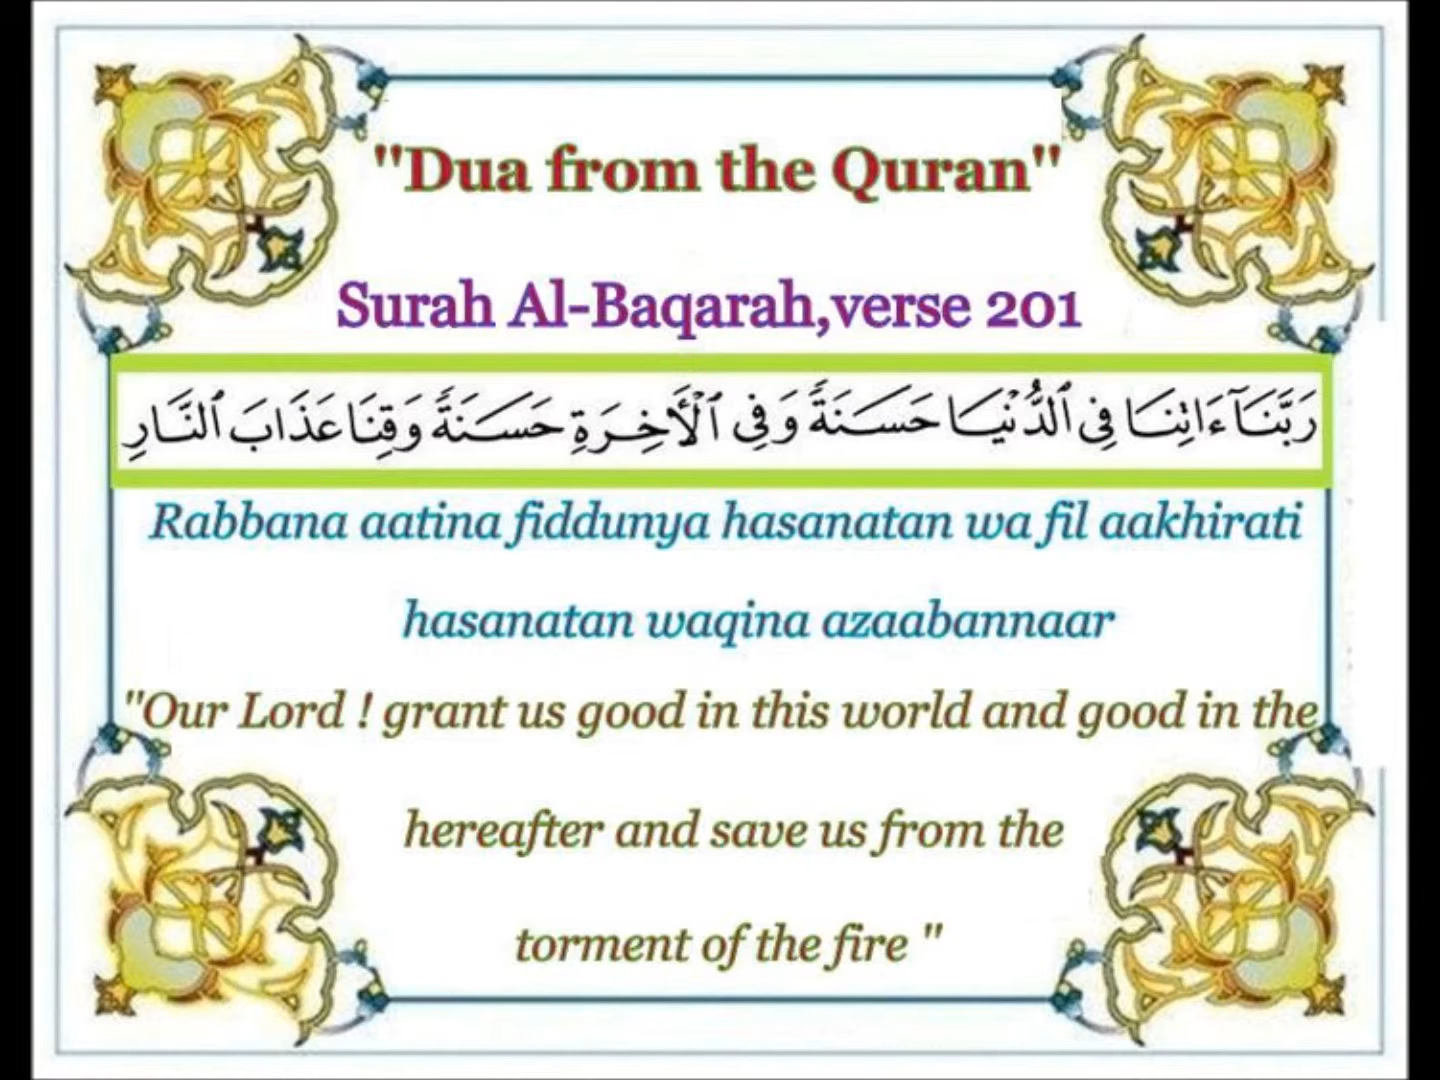 "Dua from the Quran"
Surah Al-Baqarah,verse 201
رَبَّنَآ ءَاتِنَا فِى ٱلدُّنْيَا حَسَنَةً وَفِى ٱلْأَخِرَةِ حَسَنَةً وَقِنَا عَذَابَ ٱلنَّارِ
Rabbana aatina fiddunya hasanatan wa fil aakhirati
hasanatan waqina azaabannaar
"Our Lord ! grant us good in this world and good in the
hereafter and save us from the
torment of the fire "